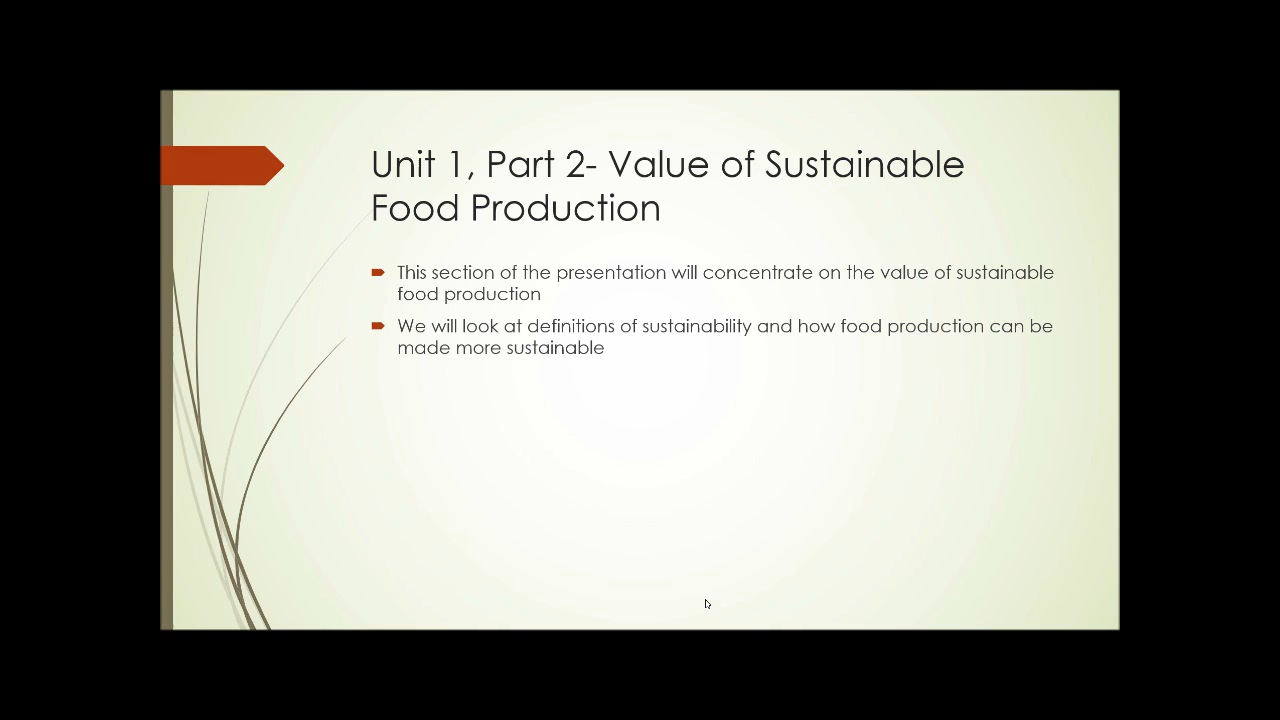 Unit 1, Part 2- Value of Sustainable
Food Production
This section of the presentation will concentrate on the value of sustainable
food production
We will look at definitions of sustainability and how food production can be
made more sustainable